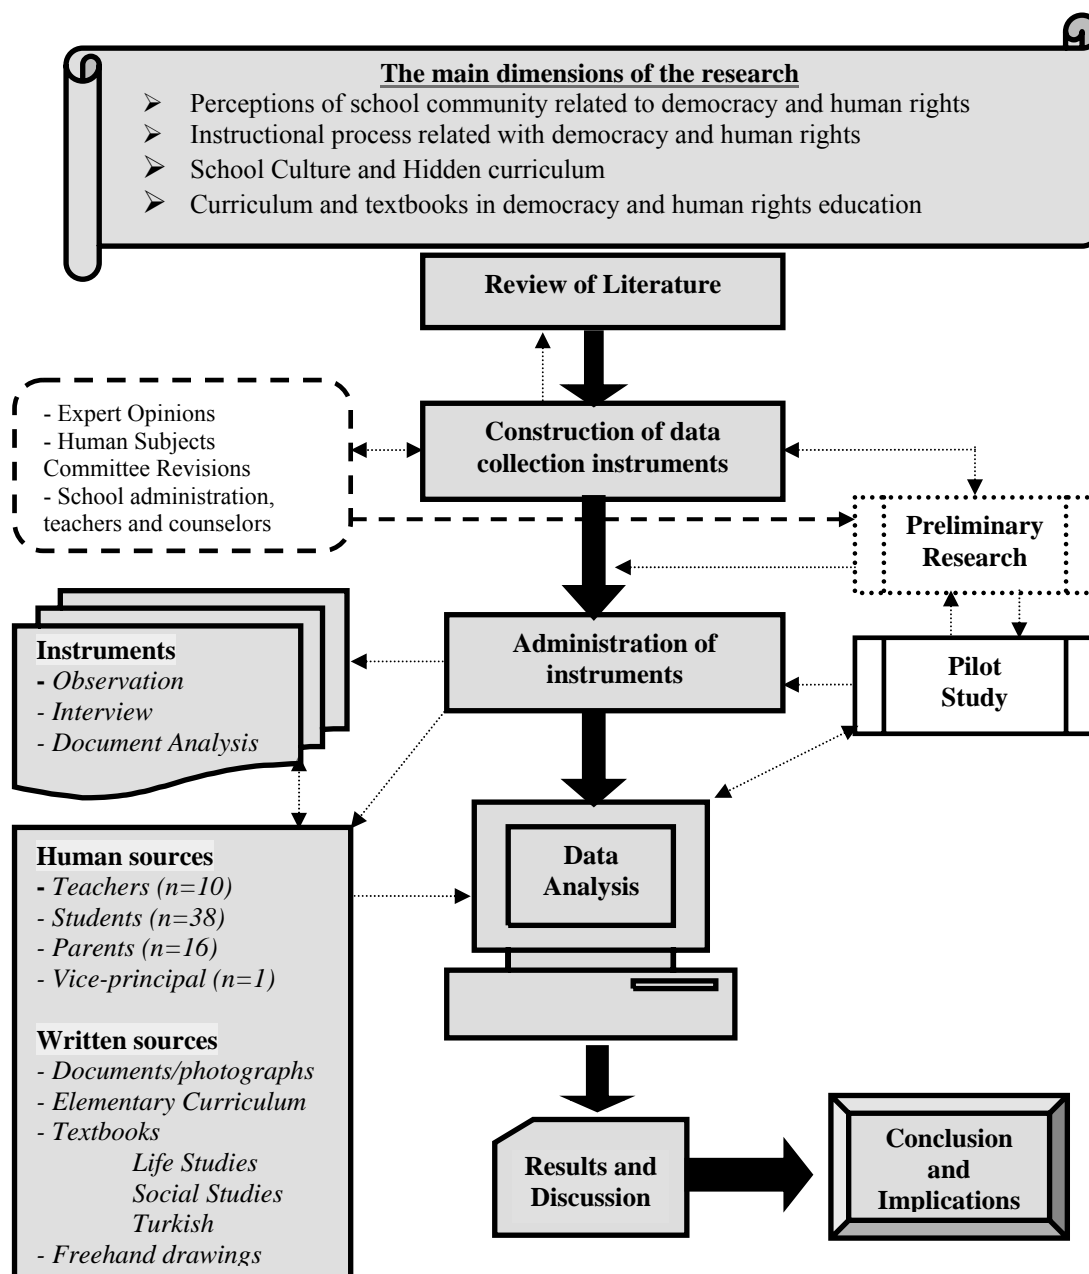 The main dimensions of the research
➢ Perceptions of school community related to democracy and human rights
➢ Instructional process related with democracy and human rights
➢ School Culture and Hidden curriculum
➢ Curriculum and textbooks in democracy and human rights education
Review of Literature
- Expert Opinions
- Human Subjects
Committee Revisions
- School administration,
teachers and counselors
Construction of data
collection instruments
Preliminary
Research
Instruments
- Observation
- Interview
- Document Analysis
Administration of
instruments
Pilot
Study
Human sources
- Teachers (n=10)
- Students (n=38)
- Parents (n=16)
- Vice-principal (n=1)
Written sources
- Documents/photographs
- Elementary Curriculum
- Textbooks
Life Studies
Social Studies
Turkish
- Freehand drawings
Data
Analysis
Results and
Discussion
Conclusion
and
Implications